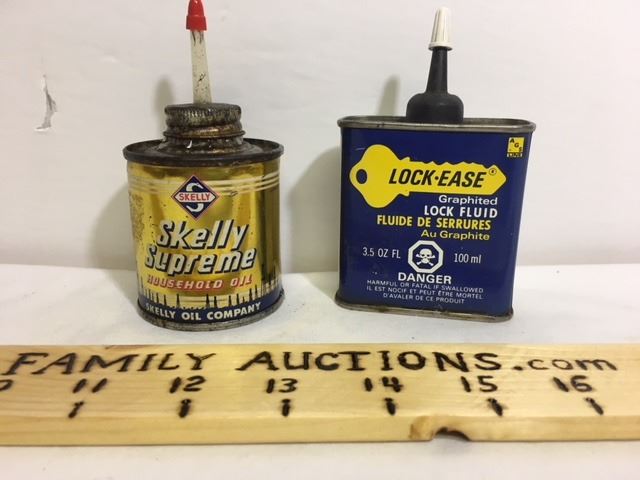 SKELLY
S
Skelly
Supreme
HOUSEHOLD OIL
SKELLY OIL COMPANY
AGS
LINE
LOCK•EASE®
Graphited
LOCK FLUID
FLUIDE DE SERRURES
Au Graphite
3.5 OZ FL 100 ml
DANGER
HARMFUL OR FATAL IF SWALLOWED
IL EST NOCIF ET PEUT ÊTRE MORTEL
D'AVALER DE CE PRODUIT
FAMILY AUCTIONS.com
11 12 13 14 15 16